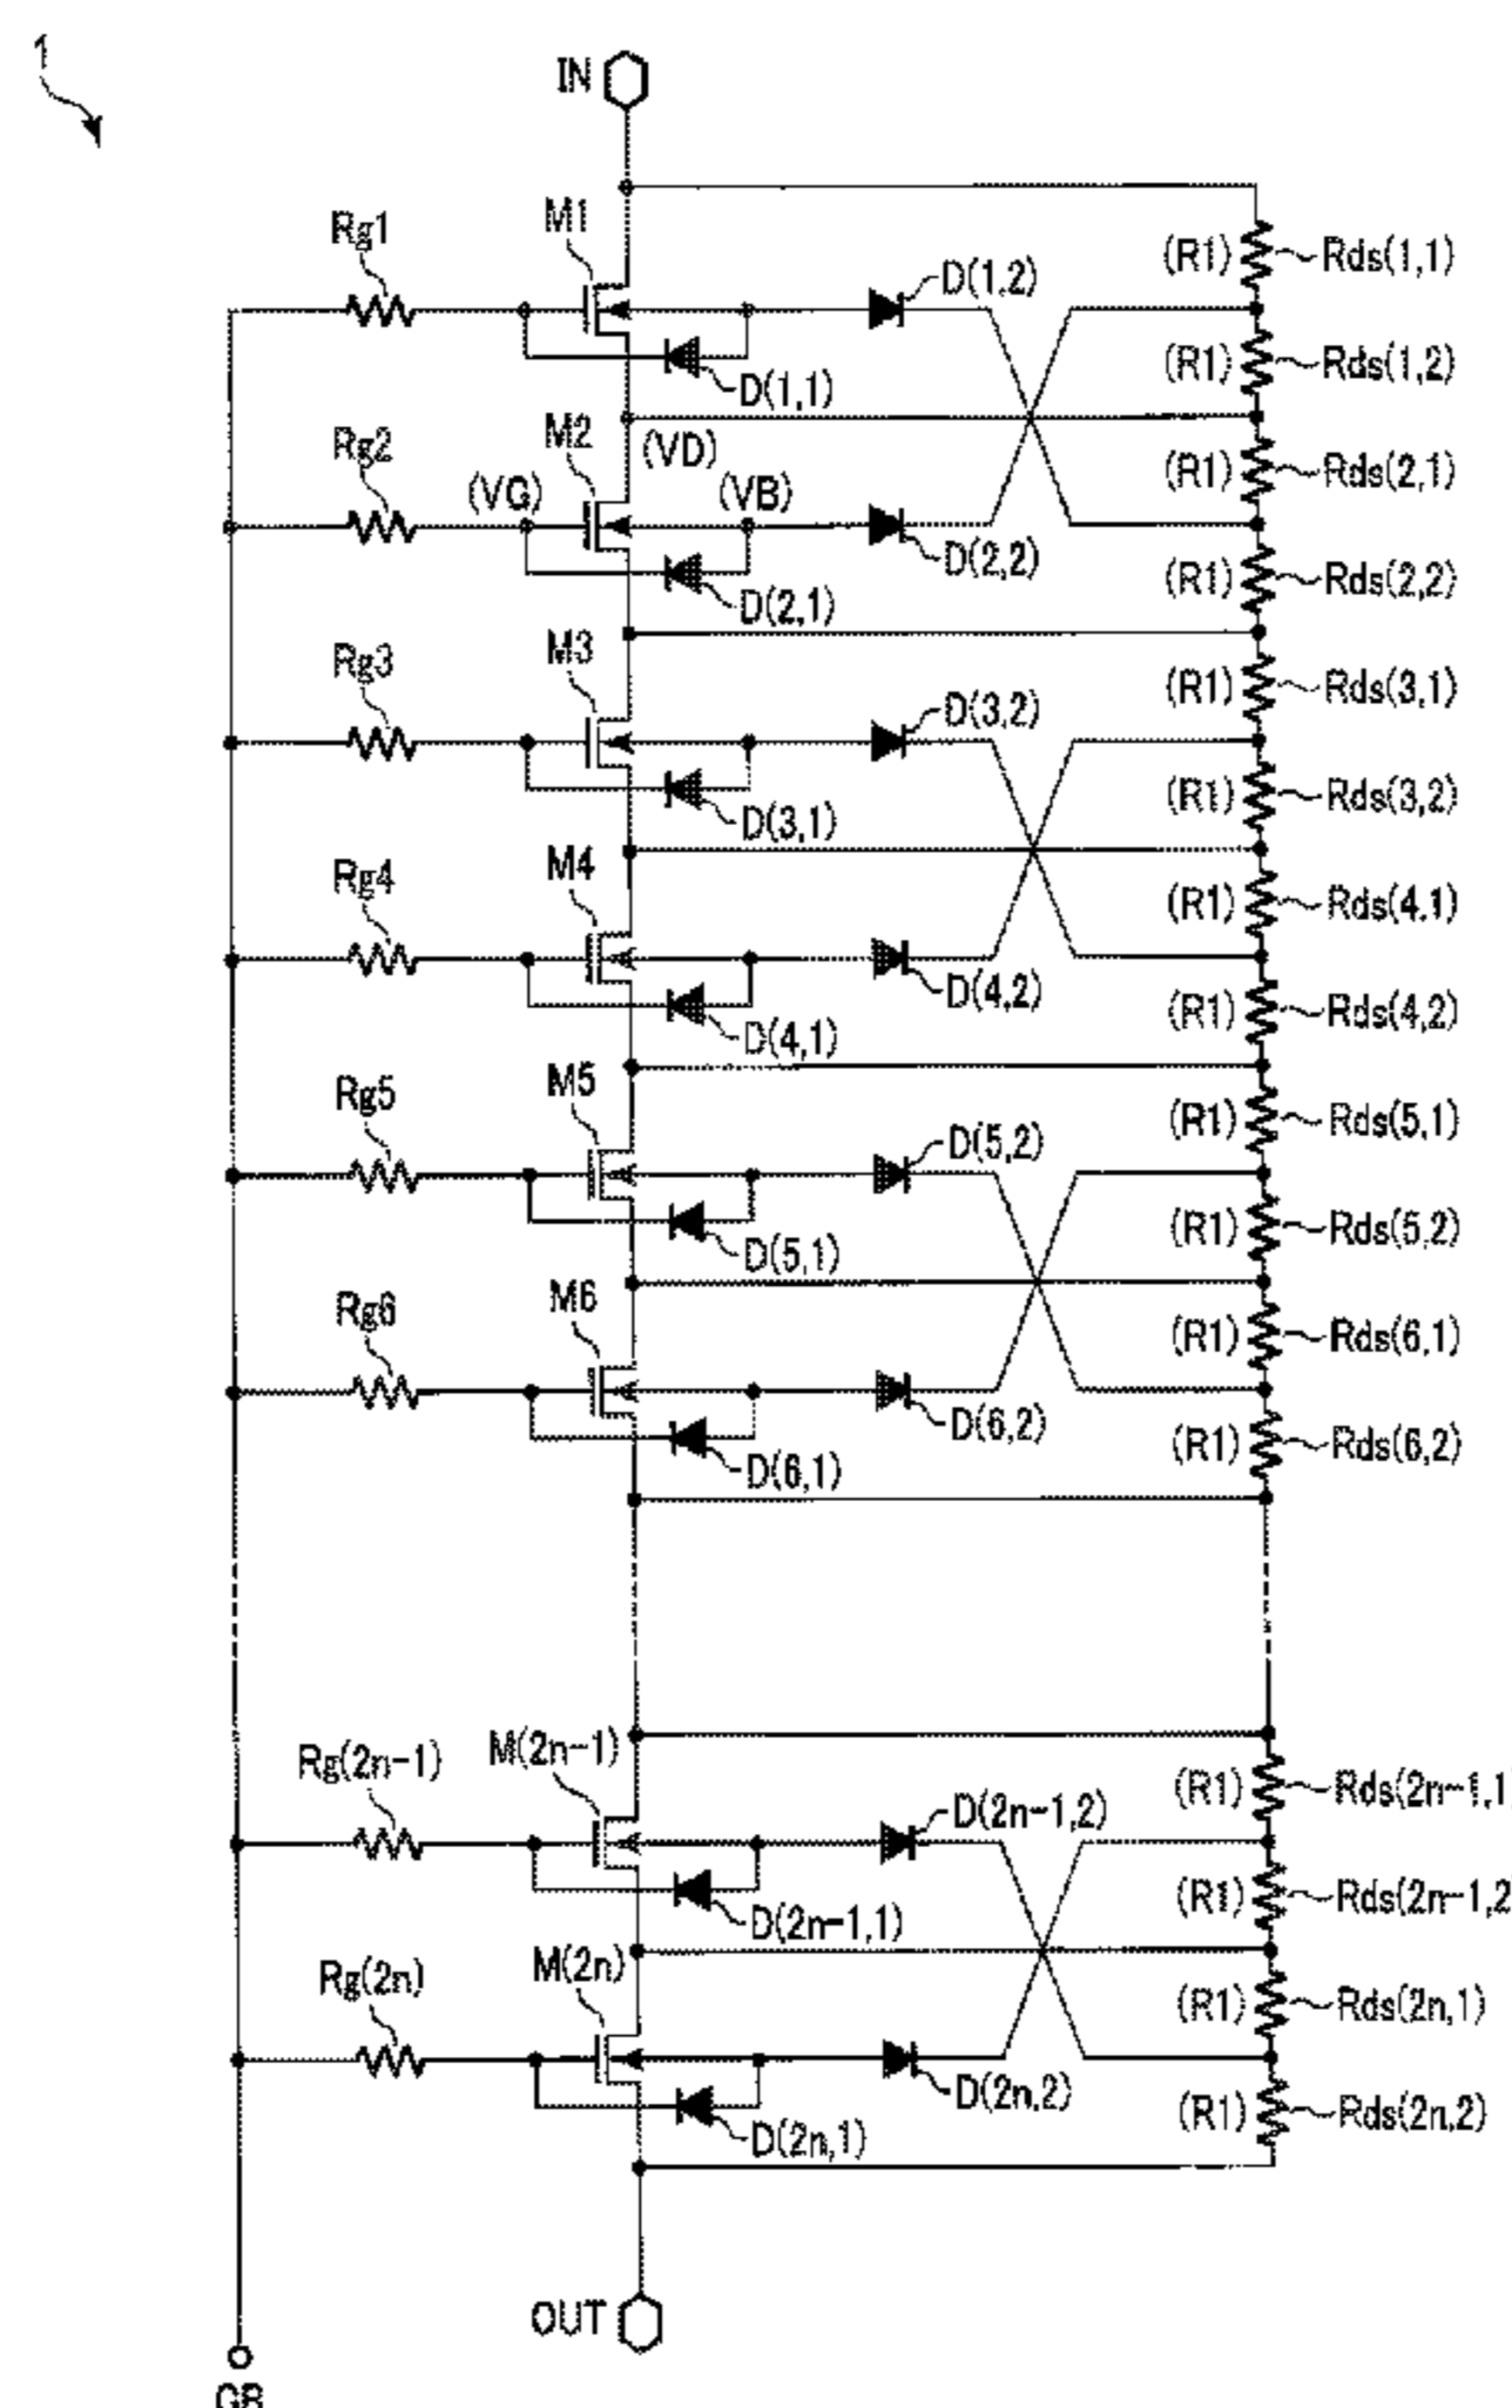 1
IN
M1
Rg1
D(1,2)
(R1) Rds(1,1)
D(1,1)
(R1) Rds(1,2)
M2
(VD)
Rg2
(VG)
(VB)
(R1) Rds(2,1)
D(2,2)
D(2,1)
(R1) Rds(2,2)
M3
Rg3
D(3,2)
(R1) Rds(3,1)
D(3,1)
(R1) Rds(3,2)
M4
Rg4
(R1) Rds(4,1)
D(4,2)
D(4,1)
(R1) Rds(4,2)
M5
Rg5
D(5,2)
(R1) Rds(5,1)
D(5,1)
(R1) Rds(5,2)
M6
Rg6
(R1) Rds(6,1)
D(6,2)
D(6,1)
(R1) Rds(6,2)
M(2n-1)
Rg(2n-1)
D(2n-1,2)
(R1) Rds(2n-1,1
D(2n-1,1)
(R1) Rds(2n-1,2
M(2n)
Rg(2n)
(R1) Rds(2n,1)
D(2n,2)
D(2n,1)
(R1) Rds(2n,2)
OUT